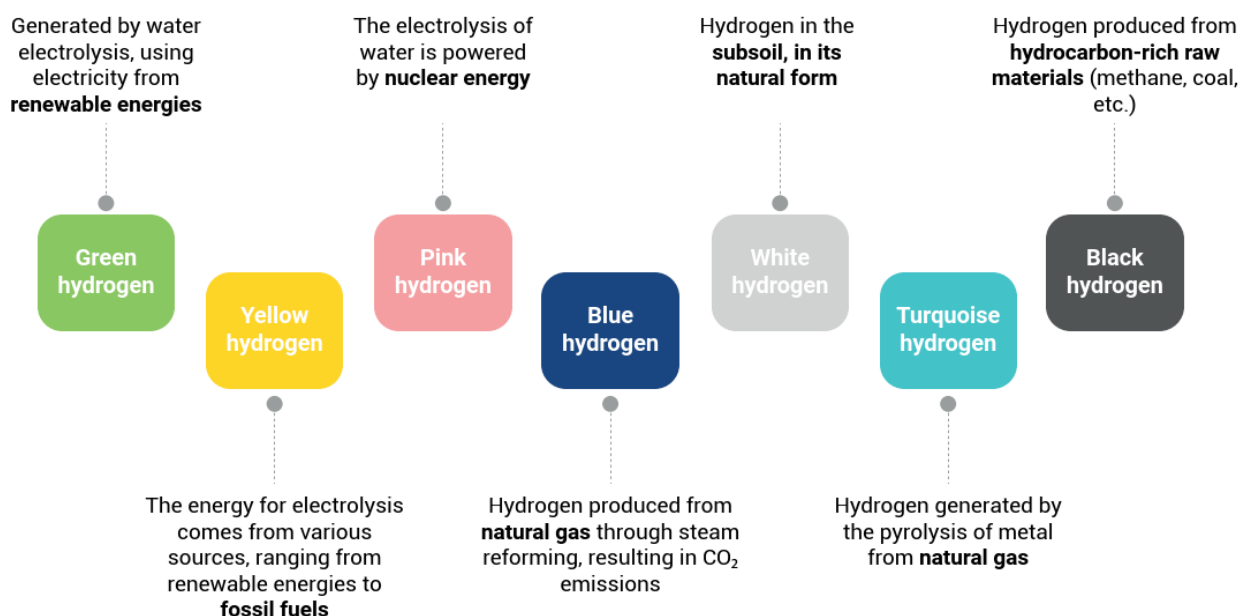 Generated by water
electrolysis, using
electricity from
renewable energies
The electrolysis of
water is powered
by nuclear energy
Hydrogen in the
subsoil, in its
natural form
Hydrogen produced from
hydrocarbon-rich raw
materials (methane, coal,
etc.)
Green
hydrogen
Yellow
hydrogen
Pink
hydrogen
Blue
hydrogen
White
hydrogen
Turquoise
hydrogen
Black
hydrogen
The energy for electrolysis
comes from various
sources, ranging from
renewable energies to
fossil fuels
Hydrogen produced from
natural gas through steam
reforming, resulting in CO₂
emissions
Hydrogen generated by
the pyrolysis of metal
from natural gas